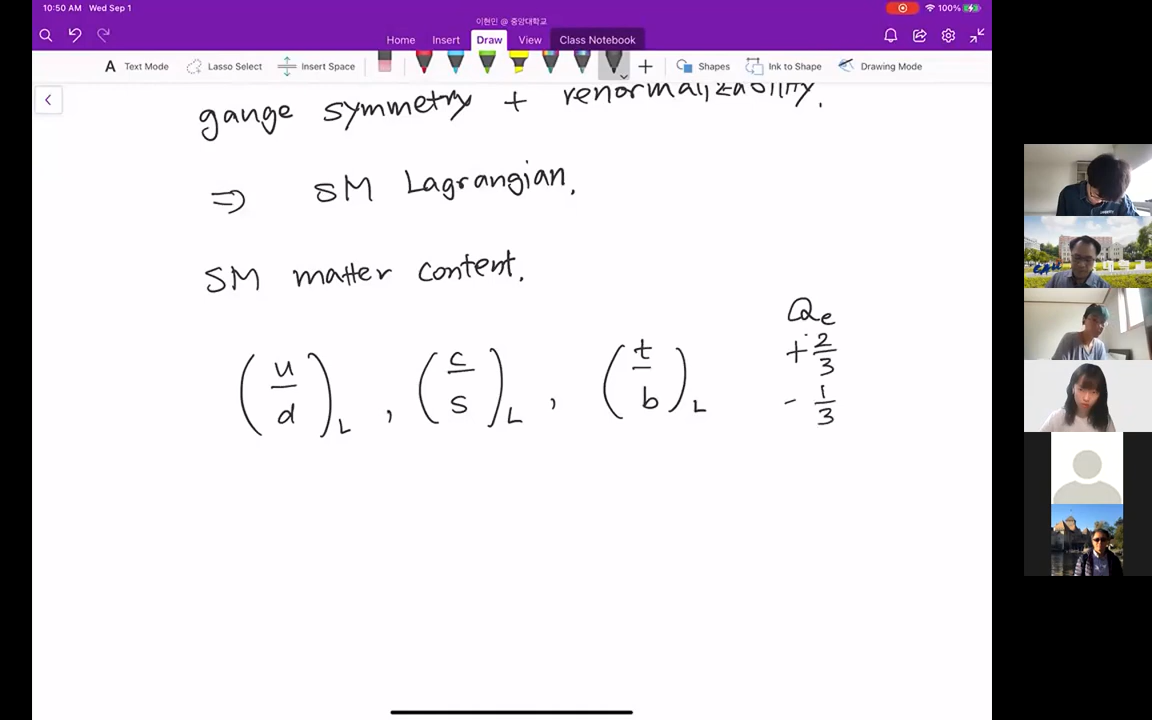 10:50 AM Wed Sep 1
100%
이현민 @ 중앙대학교
Home Insert Draw View Class Notebook
A Text Mode Lasso Select Insert Space Shapes Ink to Shape Drawing Mode
gauge symmetry + renormalizability.
⇒ SM Lagrangian.
SM matter content.
Qe
(u d)L , (c s)L , (t b)L
+2/3
-1/3